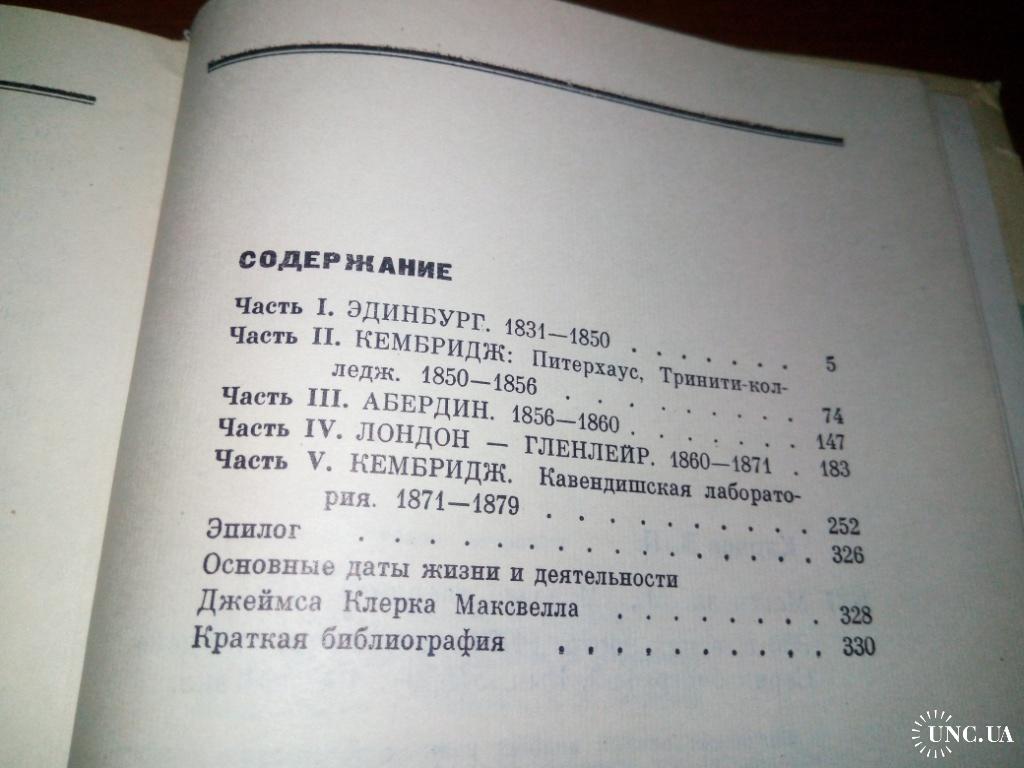 СОДЕРЖАНИЕ
Часть I. ЭДИНБУРГ. 1831—1850 . . . . . . . 5
Часть II. КЕМБРИДЖ: Питерхаус, Тринити-кол-
ледж. 1850—1856 . . . . . . . . . . 74
Часть III. АБЕРДИН. 1856—1860 . . . . . . . 147
Часть IV. ЛОНДОН — ГЛЕНЛЕЙР. 1860—1871 . 183
Часть V. КЕМБРИДЖ. Кавендишская лаборато-
рия. 1871—1879 . . . . . . . . . . 252
Эпилог . . . . . . . . . . . . . . . . 326
Основные даты жизни и деятельности
Джеймса Клерка Максвелла . . . . . . . . 328
Краткая библиография . . . . . . . . . . 330
UNC.UA